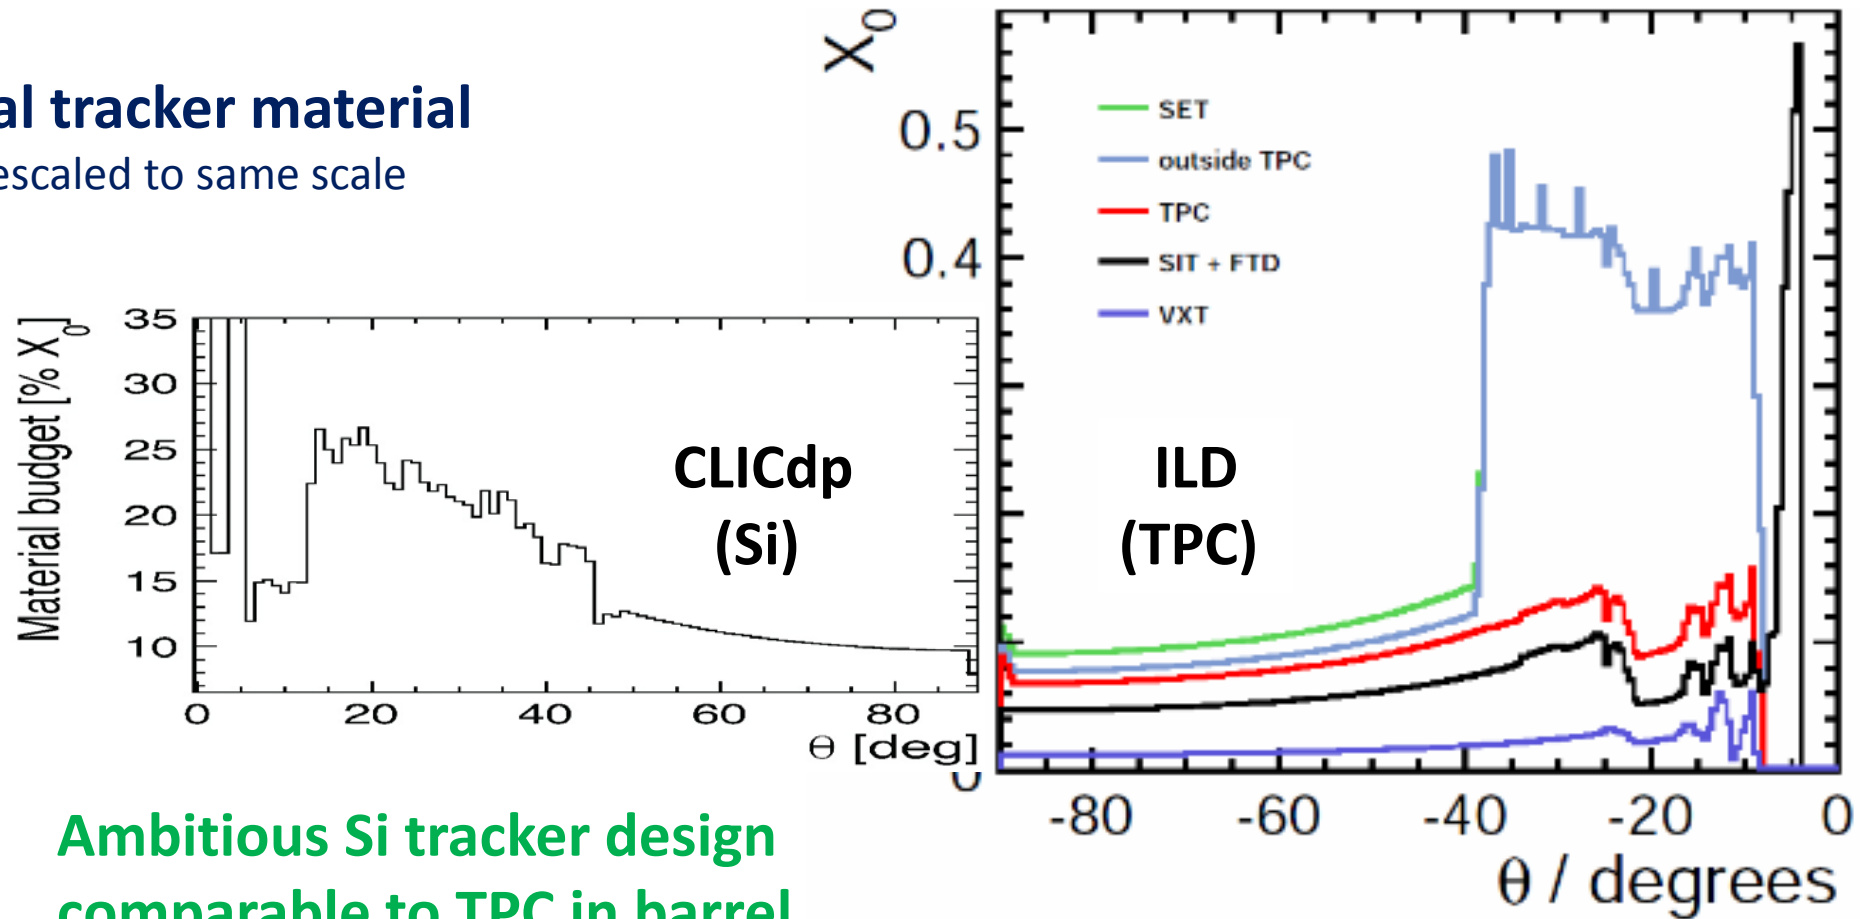 al tracker material
escaled to same scale
Material budget [% X₀]
35
30
25
20
15
10
0
20
40
60
80
θ [deg]
CLICdp
(Si)
X₀
0.5
0.4
0
SET
outside TPC
TPC
SIT + FTD
VXT
ILD
(TPC)
-80
-60
-40
-20
0
θ / degrees
Ambitious Si tracker design
comparable to TPC in barrel